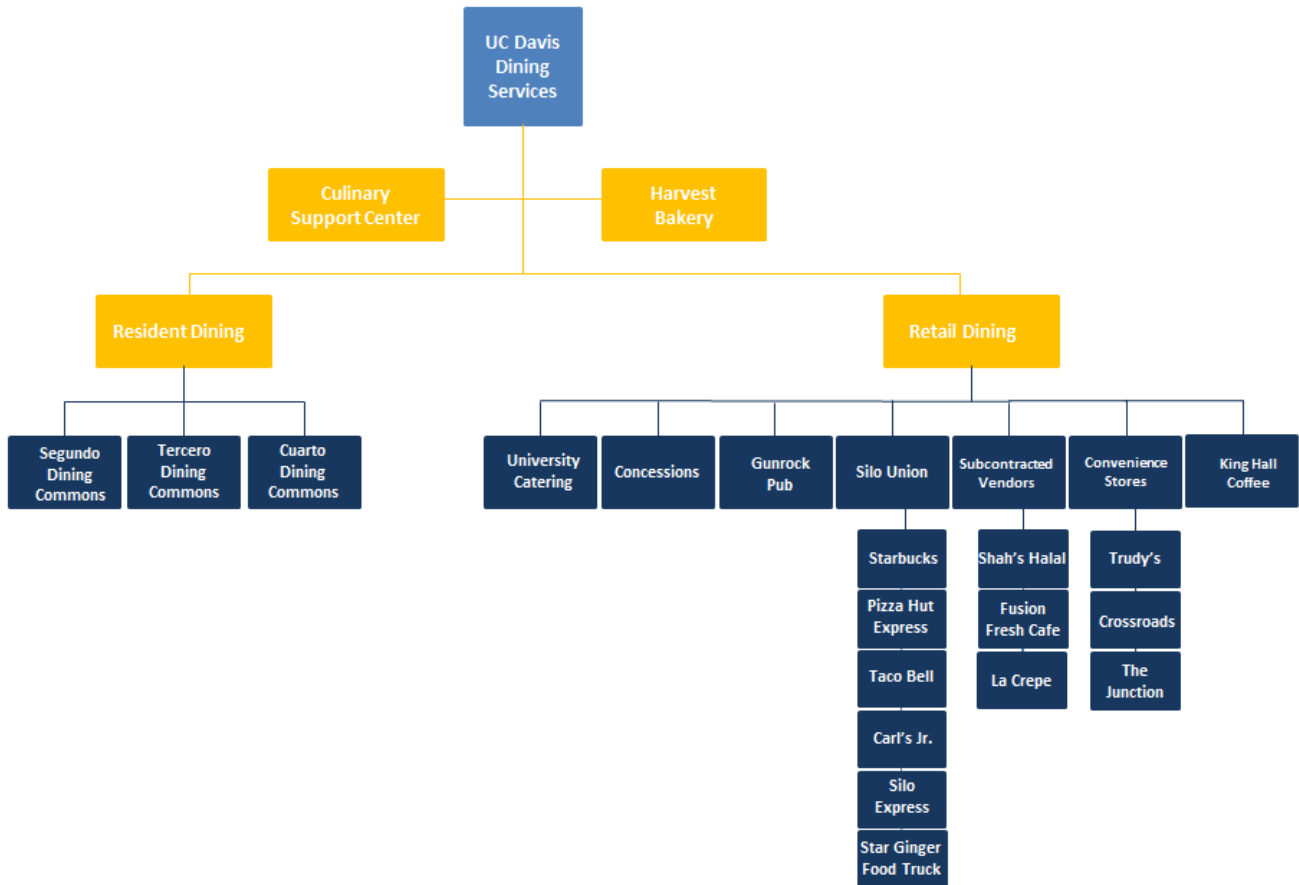 UC Davis
Dining
Services
Culinary
Support Center
Harvest
Bakery
Resident Dining
Retail Dining
Segundo
Dining
Commons
Tercero
Dining
Commons
Cuarto
Dining
Commons
University
Catering
Concessions
Gunrock
Pub
Silo Union
Subcontracted
Vendors
Convenience
Stores
King Hall
Coffee
Starbucks
Pizza Hut
Express
Taco Bell
Carl's Jr.
Silo
Express
Star Ginger
Food Truck
Shah's Halal
Fusion
Fresh Cafe
La Crepe
Trudy's
Crossroads
The
Junction